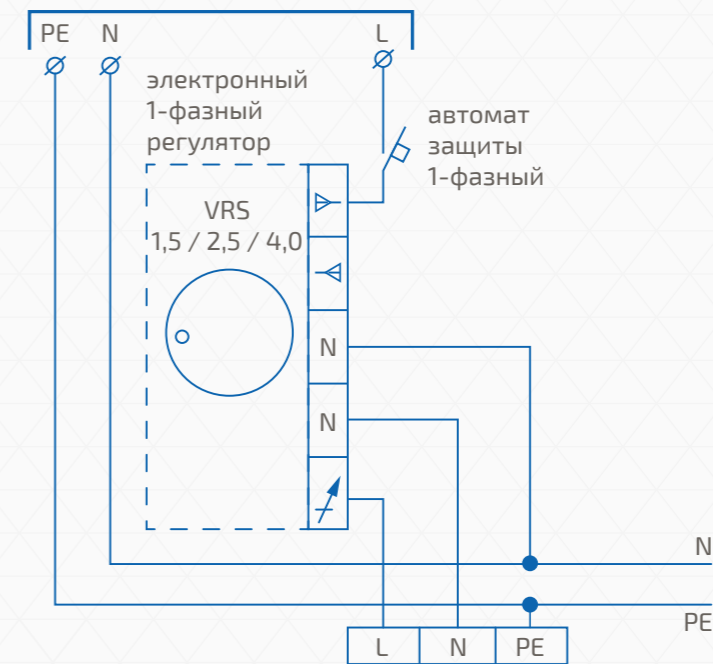 PE N L
электронный
1-фазный
регулятор
автомат
защиты
1-фазный
VRS
1,5 / 2,5 / 4,0
N
N
N
PE
L N PE